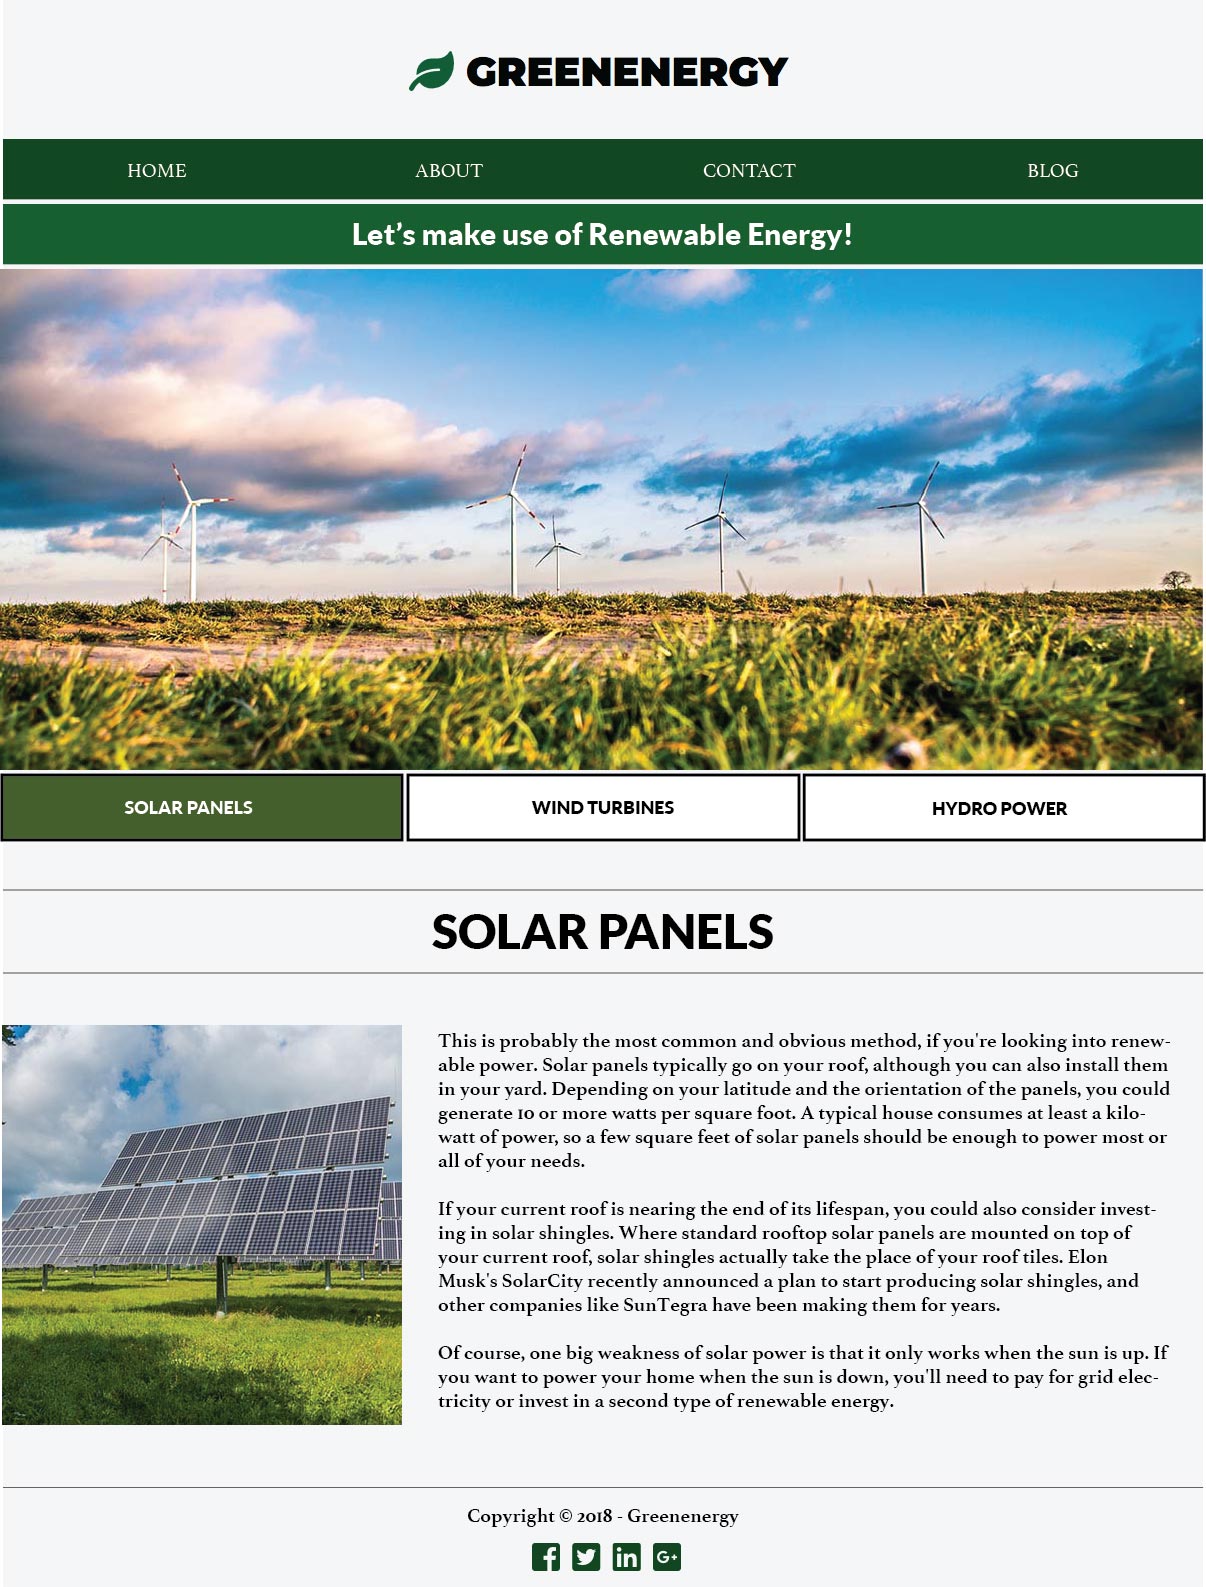 GREENENERGY
HOME ABOUT CONTACT BLOG
Let's make use of Renewable Energy!
SOLAR PANELS WIND TURBINES HYDRO POWER
SOLAR PANELS
This is probably the most common and obvious method, if you're looking into renew-
able power. Solar panels typically go on your roof, although you can also install them
in your yard. Depending on your latitude and the orientation of the panels, you could
generate 10 or more watts per square foot. A typical house consumes at least a kilo-
watt of power, so a few square feet of solar panels should be enough to power most or
all of your needs.
If your current roof is nearing the end of its lifespan, you could also consider invest-
ing in solar shingles. Where standard rooftop solar panels are mounted on top of
your current roof, solar shingles actually take the place of your roof tiles. Elon
Musk's SolarCity recently announced a plan to start producing solar shingles, and
other companies like SunTegra have been making them for years.
Of course, one big weakness of solar power is that it only works when the sun is up. If
you want to power your home when the sun is down, you'll need to pay for grid elec-
tricity or invest in a second type of renewable energy.
Copyright © 2018 - Greenenergy
f in G+